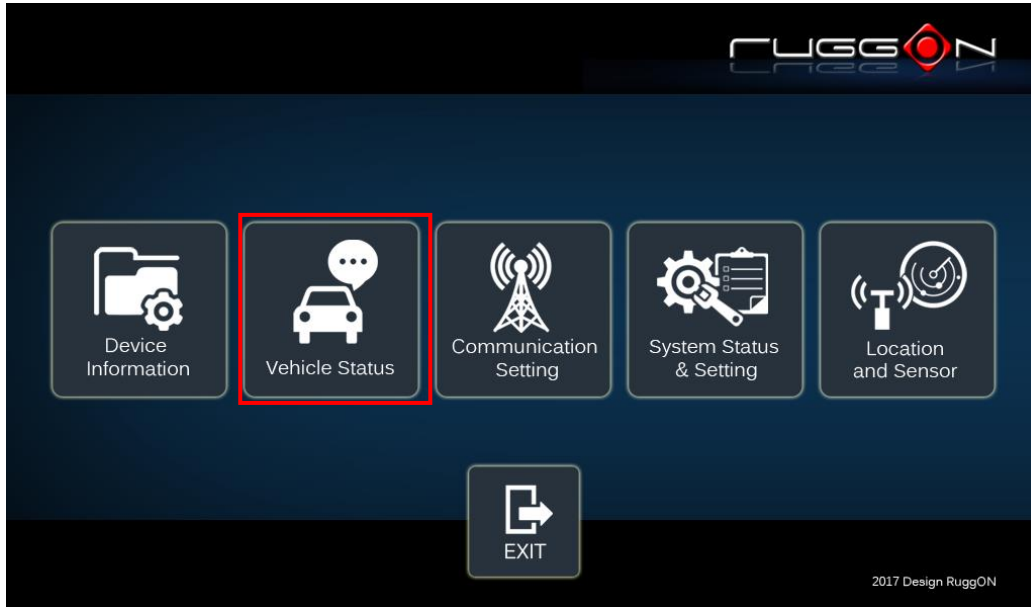 RUGGON
Device
Information
Vehicle Status
Communication
Setting
System Status
& Setting
Location
and Sensor
EXIT
2017 Design RuggON